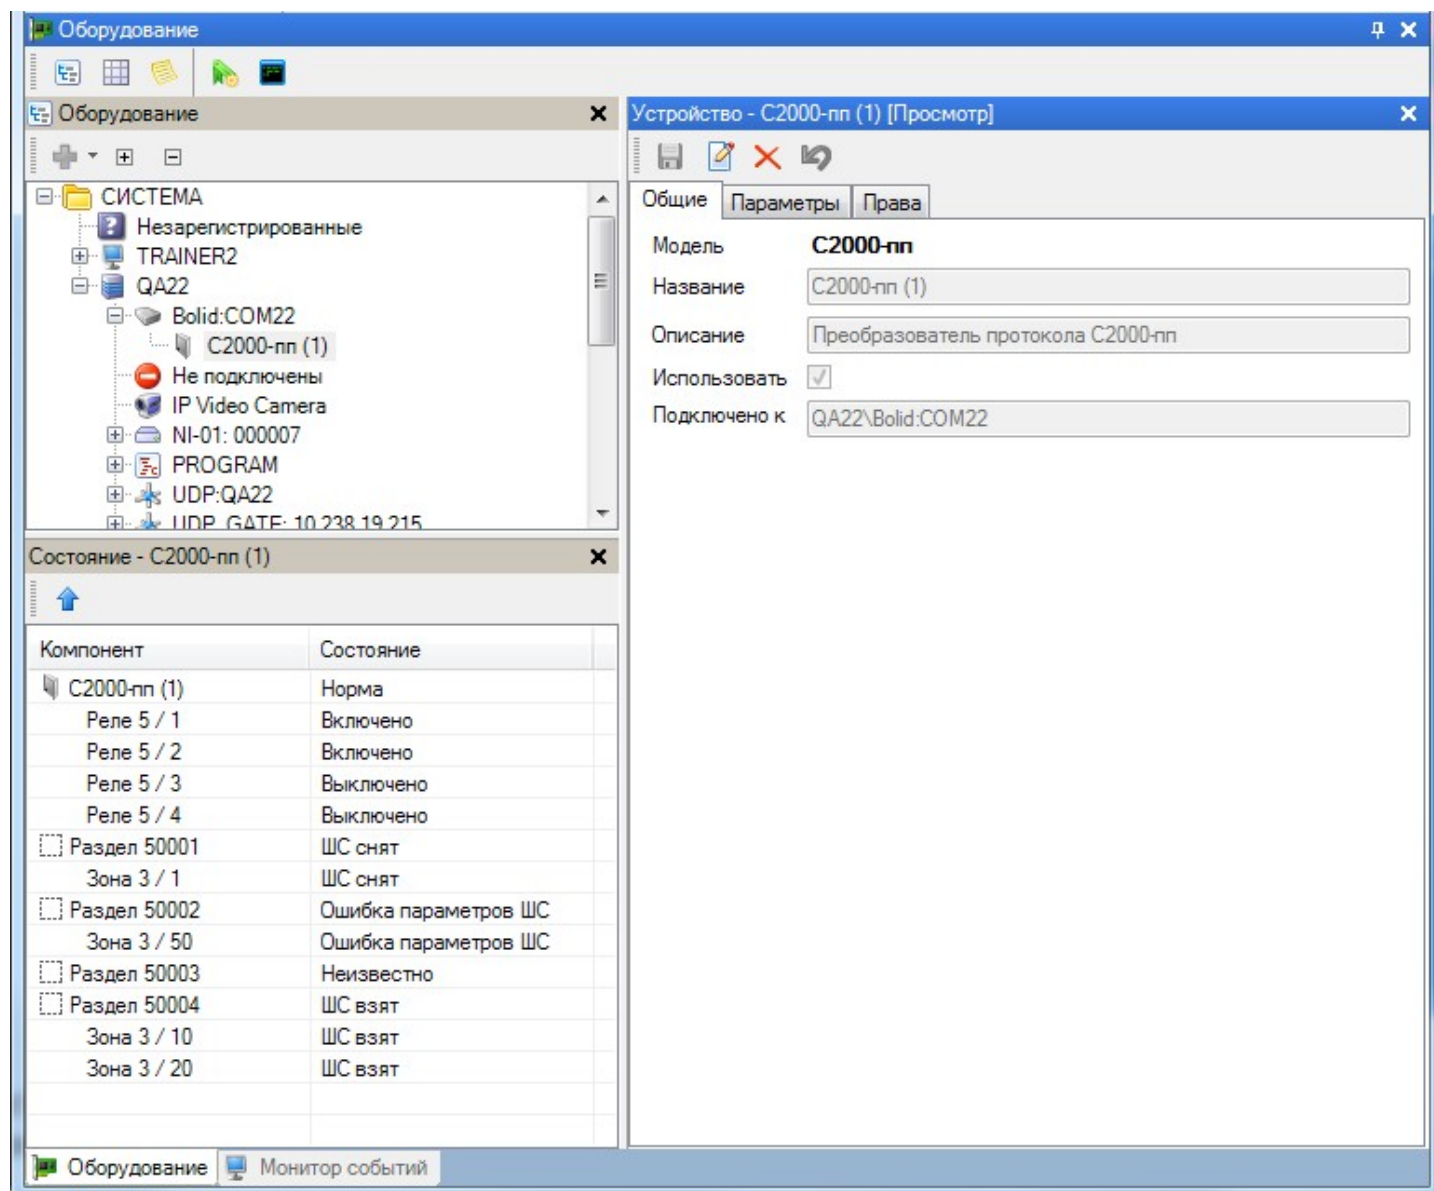 Оборудование
Оборудование
СИСТЕМА
Незарегистрированные
TRAINER2
QA22
Bolid:COM22
С2000-пп (1)
Не подключены
IP Video Camera
NI-01: 000007
PROGRAM
UDP:QA22
UDP_GATE: 10.238.19.215
Устройство - С2000-пп (1) [Просмотр]
Общие Параметры Права
Модель С2000-пп
Название С2000-пп (1)
Описание Преобразователь протокола С2000-пп
Использовать
Подключено к QA22\Bolid:COM22
Состояние - С2000-пп (1)
Компонент Состояние
С2000-пп (1) Норма
Реле 5 / 1 Включено
Реле 5 / 2 Включено
Реле 5 / 3 Выключено
Реле 5 / 4 Выключено
Раздел 50001 ШС снят
Зона 3 / 1 ШС снят
Раздел 50002 Ошибка параметров ШС
Зона 3 / 50 Ошибка параметров ШС
Раздел 50003 Неизвестно
Раздел 50004 ШС взят
Зона 3 / 10 ШС взят
Зона 3 / 20 ШС взят
Оборудование Монитор событий